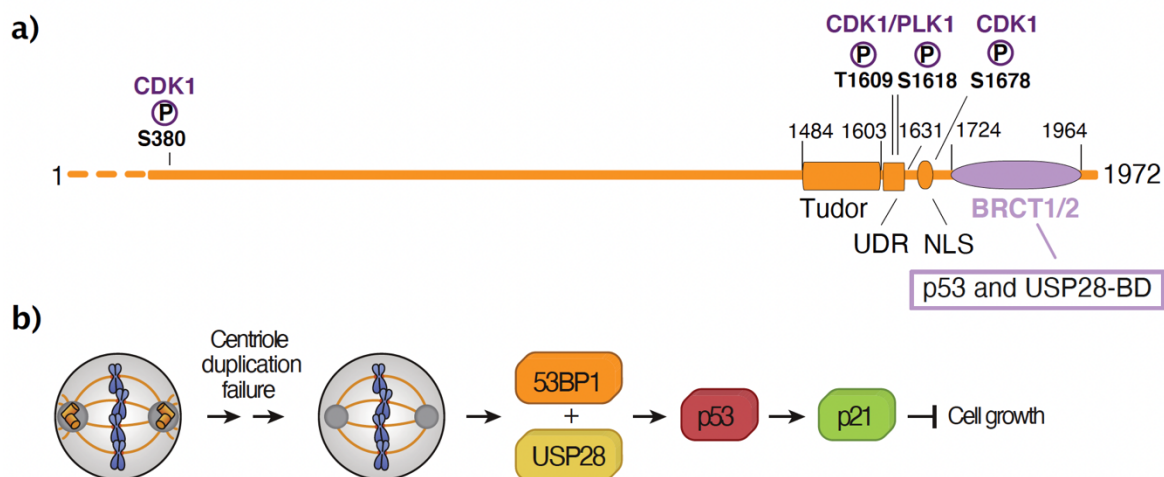 a)
CDK1/PLK1 CDK1
P P
T1609 S1618 S1678
CDK1
P
S380
1484 1603 1631 1724 1964
1 1972
Tudor BRCT1/2
UDR NLS
p53 and USP28-BD
b)
Centriole
duplication
failure
53BP1
+
USP28
p53
p21
Cell growth